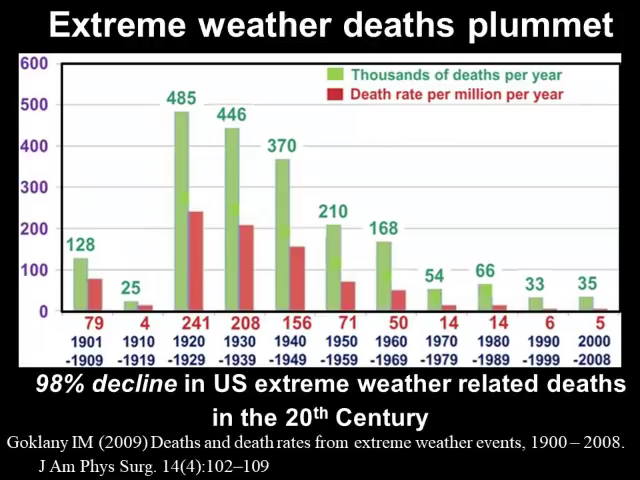 Extreme weather deaths plummet
600
Thousands of deaths per year
Death rate per million per year
500
485
446
400
370
300
210
200
168
128
100
54
66
33
35
25
0
79 4 241 208 156 71 50 14 14 6 5
1901 1910 1920 1930 1940 1950 1960 1970 1980 1990 2000
-1909 -1919 -1929 -1939 -1949 -1959 -1969 -1979 -1989 -1999 -2008
98% decline in US extreme weather related deaths
in the 20th Century
Goklany IM (2009) Deaths and death rates from extreme weather events, 1900 – 2008.
J Am Phys Surg. 14(4):102–109